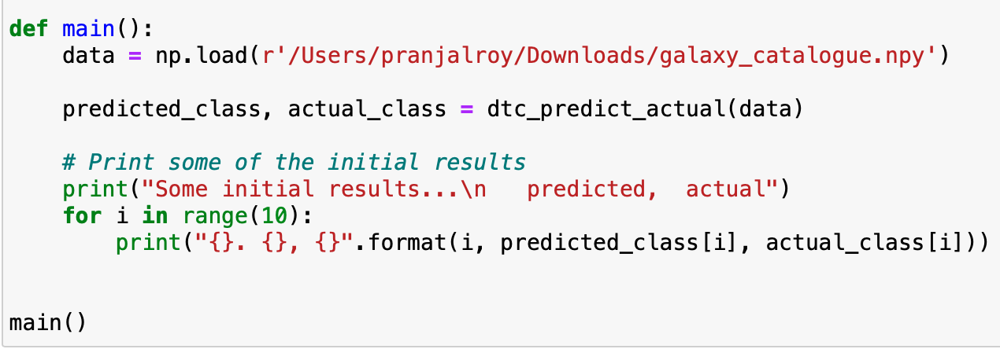 def main():
    data = np.load(r'/Users/pranjalroy/Downloads/galaxy_catalogue.npy')
    predicted_class, actual_class = dtc_predict_actual(data)
    # Print some of the initial results
    print("Some initial results...\n   predicted,  actual")
    for i in range(10):
        print("{}. {}, {}".format(i, predicted_class[i], actual_class[i]))
main()